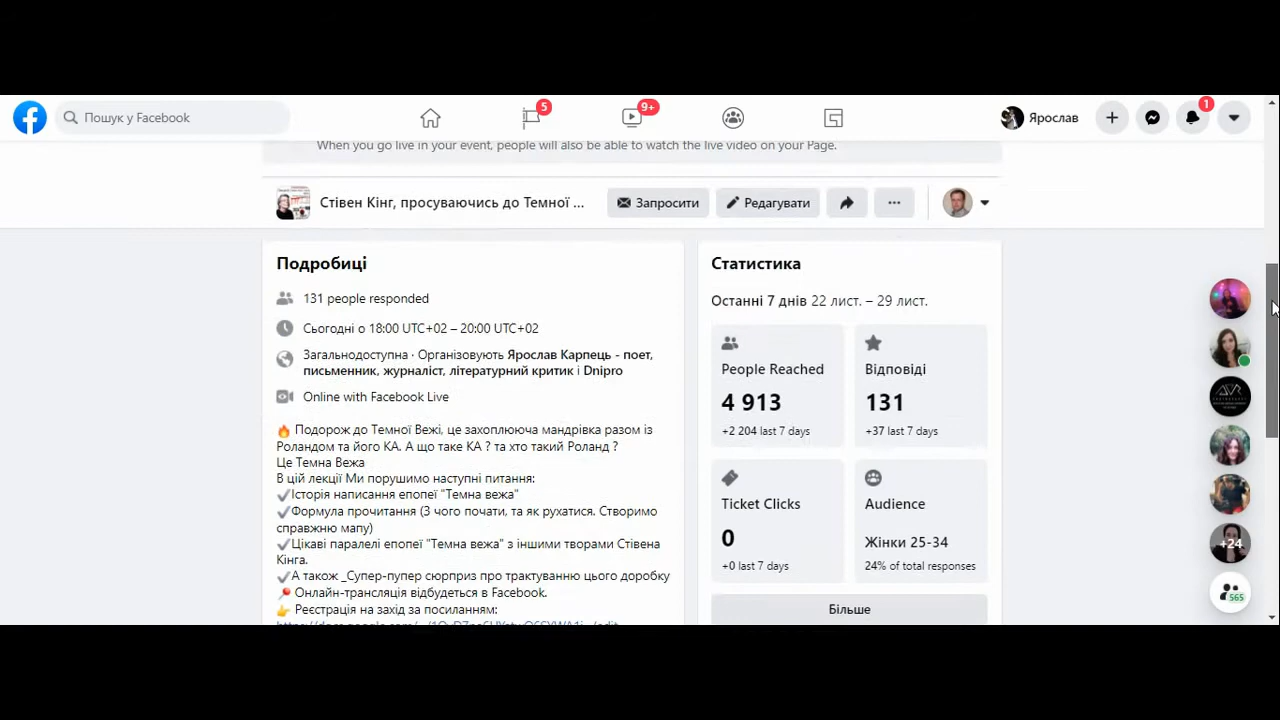 Пошук у Facebook
5
9+
Ярослав
1
When you go live in your event, people will also be able to watch the live video on your Page.
Стівен Кінг, просуваючись до Темної ...
Запросити
Редагувати
Подробиці
131 people responded
Сьогодні о 18:00 UTC+02 – 20:00 UTC+02
Загальнодоступна · Організовують Ярослав Карпець - поет,
письменник, журналіст, літературний критик і Dnipro
Online with Facebook Live
Подорож до Темної Вежі, це захоплююча мандрівка разом із
Роландом та його КА. А що таке КА ? та хто такий Роланд ?
Це Темна Вежа
В цій лекції Ми порушимо наступні питання:
Історія написання епопеї "Темна вежа"
Формула прочитання (З чого почати, та як рухатися. Створимо
справжню мапу)
Цікаві паралелі епопеї "Темна вежа" з іншими творами Стівена
Кінга.
А також _Супер-пупер сюрприз про трактуванню цього доробку
Онлайн-трансляція відбудеться в Facebook.
Реєстрація на захід за посиланням:
Статистика
Останні 7 днів 22 лист. – 29 лист.
People Reached
4 913
+2 204 last 7 days
Відповіді
131
+37 last 7 days
Ticket Clicks
0
+0 last 7 days
Audience
Жінки 25-34
24% of total responses
Більше
+24
565